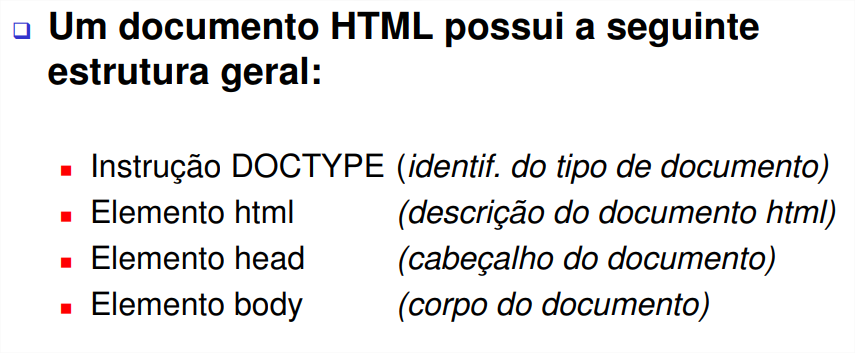 Um documento HTML possui a seguinte
estrutura geral:
Instrução DOCTYPE (identif. do tipo de documento)
Elemento html (descrição do documento html)
Elemento head (cabeçalho do documento)
Elemento body (corpo do documento)